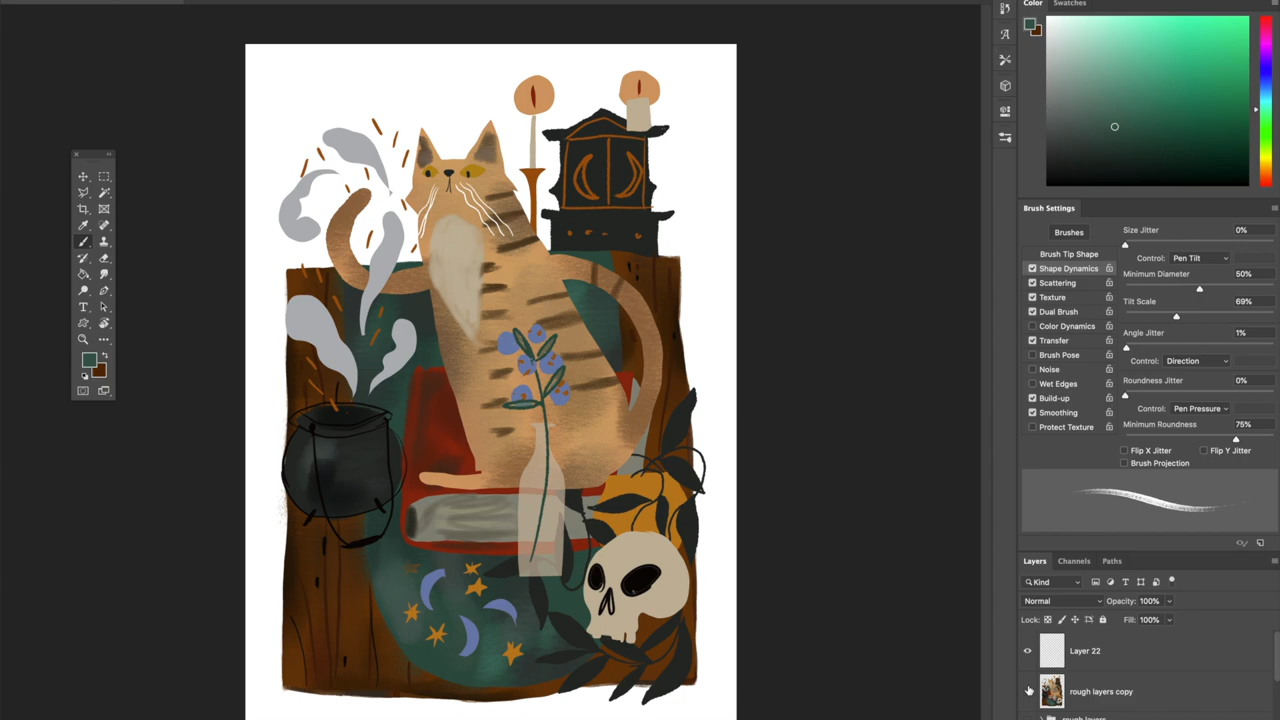 Color Swatches
Brush Settings
Brushes
Brush Tip Shape
Shape Dynamics
Scattering
Texture
Dual Brush
Color Dynamics
Transfer
Brush Pose
Noise
Wet Edges
Build-up
Smoothing
Protect Texture
Size Jitter 0%
Control: Pen Tilt
Minimum Diameter 50%
Tilt Scale 69%
Angle Jitter 1%
Control: Direction
Roundness Jitter 0%
Control: Pen Pressure
Minimum Roundness 75%
Flip X Jitter Flip Y Jitter
Brush Projection
Layers Channels Paths
Kind
Normal Opacity: 100%
Lock: Fill: 100%
Layer 22
rough layers copy
rough layers